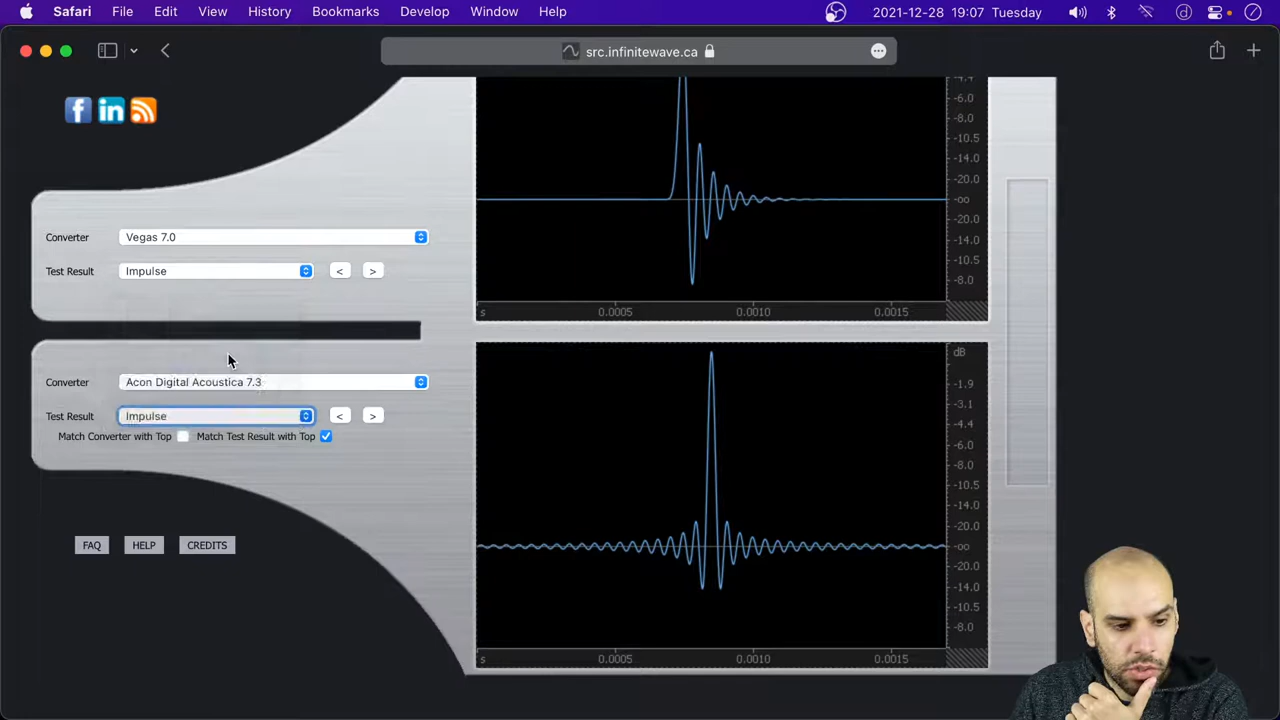 Safari File Edit View History Bookmarks Develop Window Help 2021-12-28 19:07 Tuesday
src.infinitewave.ca
f in
Converter Vegas 7.0
Test Result Impulse < >
-4.4
-6.0
-8.0
-10.5
-14.0
-20.0
-oo
-20.0
-14.0
-10.5
-8.0
s 0.0005 0.0010 0.0015
Converter Acon Digital Acoustica 7.3
Test Result Impulse < >
Match Converter with Top Match Test Result with Top
dB
-1.9
-3.1
-4.4
-6.0
-8.0
-10.5
-14.0
-20.0
-oo
-20.0
-14.0
-10.5
-8.0
s 0.0005 0.0010 0.0015
FAQ HELP CREDITS